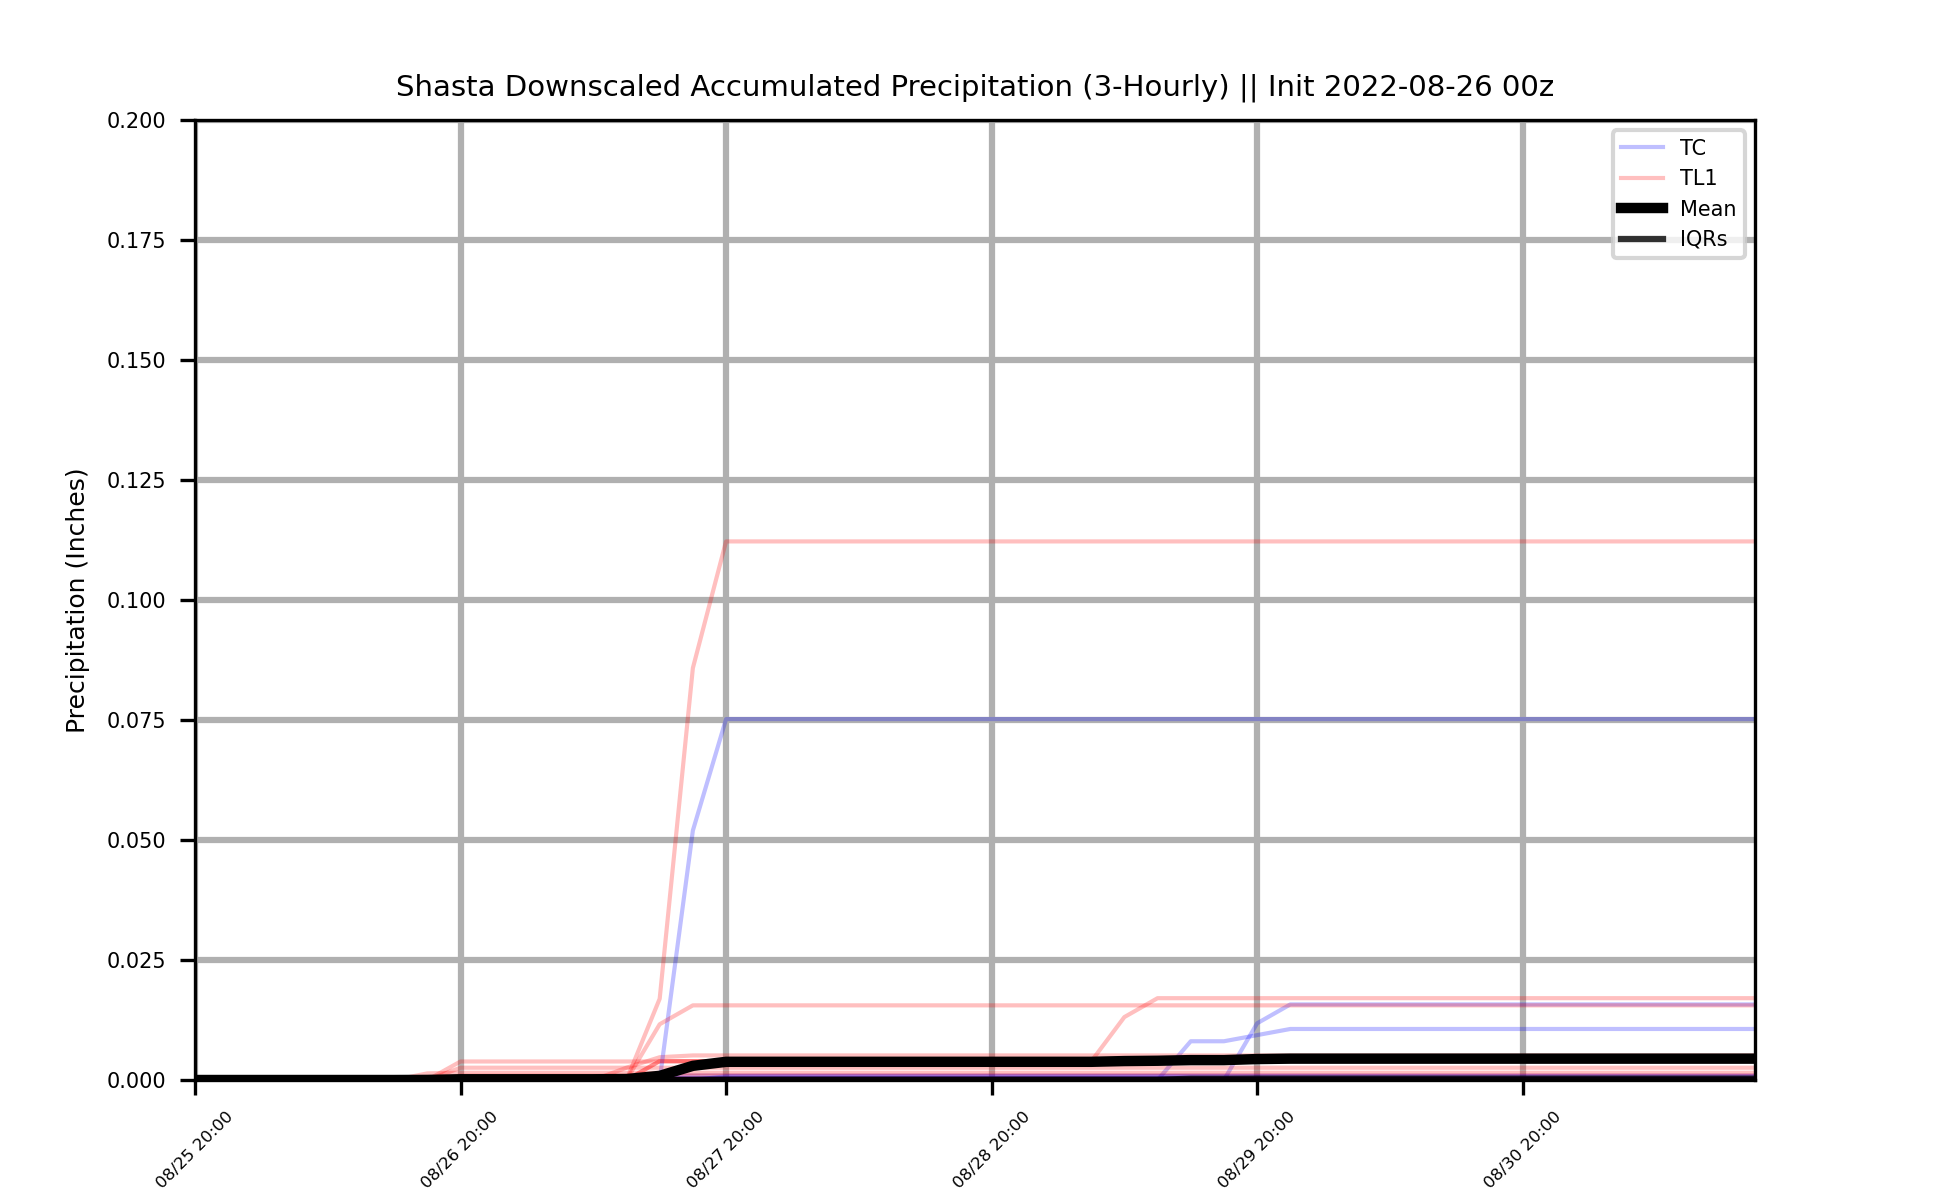 Shasta Downscaled Accumulated Precipitation (3-Hourly) || Init 2022-08-26 00z
0.200
0.175
0.150
0.125
0.100
0.075
0.050
0.025
0.000
Precipitation (Inches)
TC
TL1
Mean
IQRs
08/25 20:00
08/26 20:00
08/27 20:00
08/28 20:00
08/29 20:00
08/30 20:00